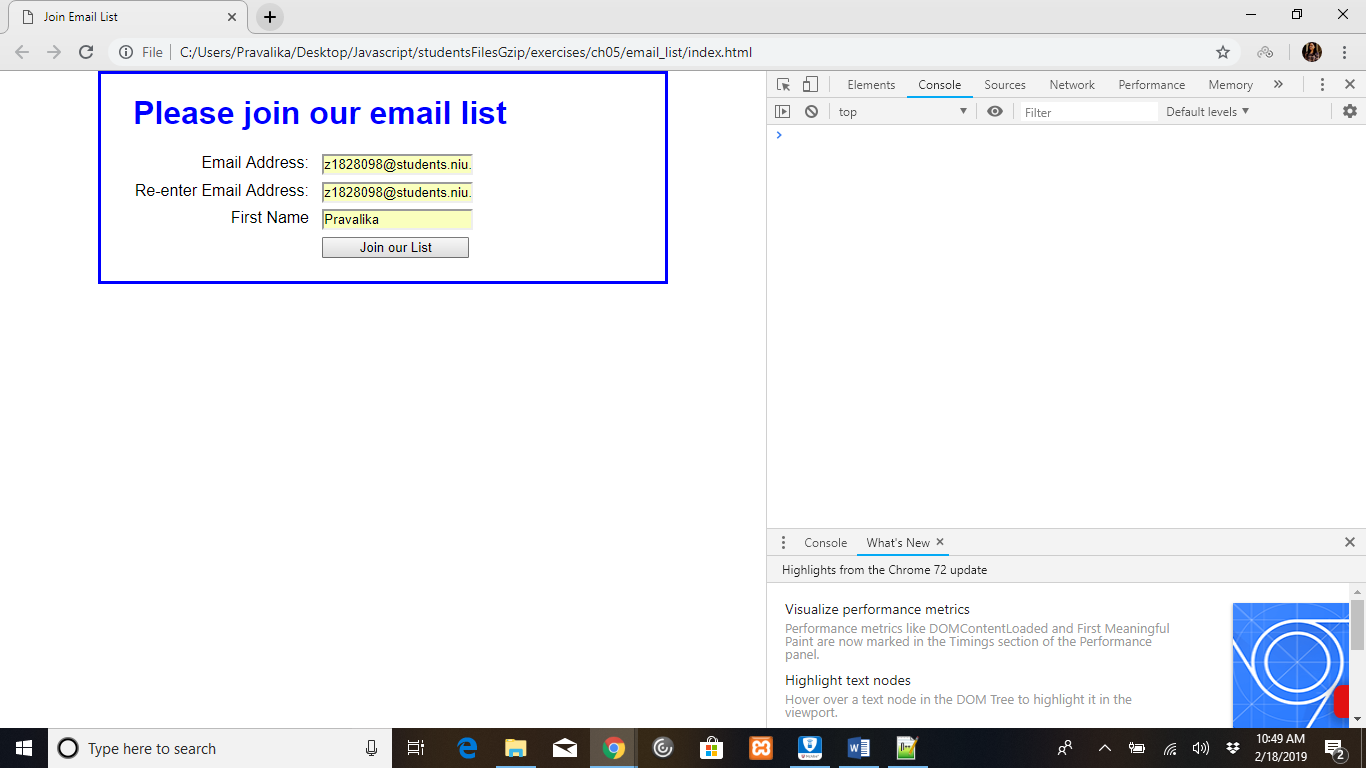 Join Email List
File | C:/Users/Pravalika/Desktop/Javascript/studentsFilesGzip/exercises/ch05/email_list/index.html
Please join our email list
Email Address: z1828098@students.niu.
Re-enter Email Address: z1828098@students.niu.
First Name Pravalika
Join our List
Elements Console Sources Network Performance Memory »
top Filter Default levels
Console What's New
Highlights from the Chrome 72 update
Visualize performance metrics
Performance metrics like DOMContentLoaded and First Meaningful
Paint are now marked in the Timings section of the Performance
panel.
Highlight text nodes
Hover over a text node in the DOM Tree to highlight it in the
viewport.
Type here to search
10:49 AM
2/18/2019
2